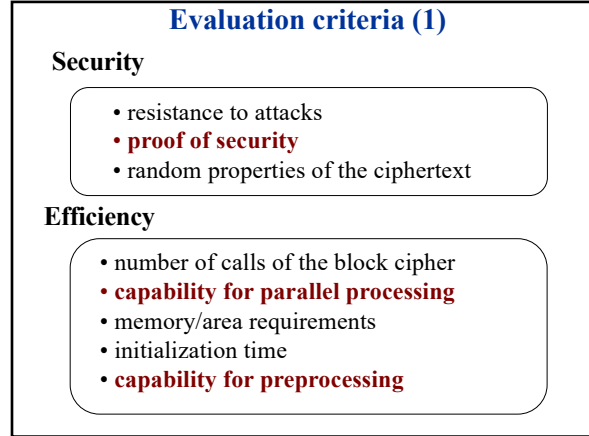 Evaluation criteria (1)
Security
• resistance to attacks
• proof of security
• random properties of the ciphertext
Efficiency
• number of calls of the block cipher
• capability for parallel processing
• memory/area requirements
• initialization time
• capability for preprocessing